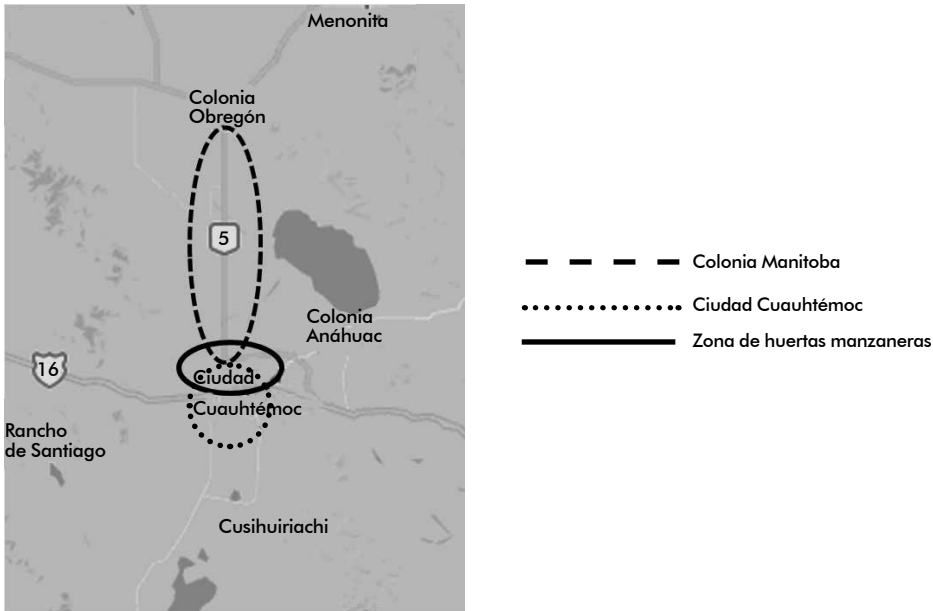 Menonita
Colonia
Obregón
5
Colonia
Anáhuac
16
Ciudad
Cuauhtémoc
Rancho
de Santiago
Cusihuiriachi
Colonia Manitoba
Ciudad Cuauhtémoc
Zona de huertas manzaneras